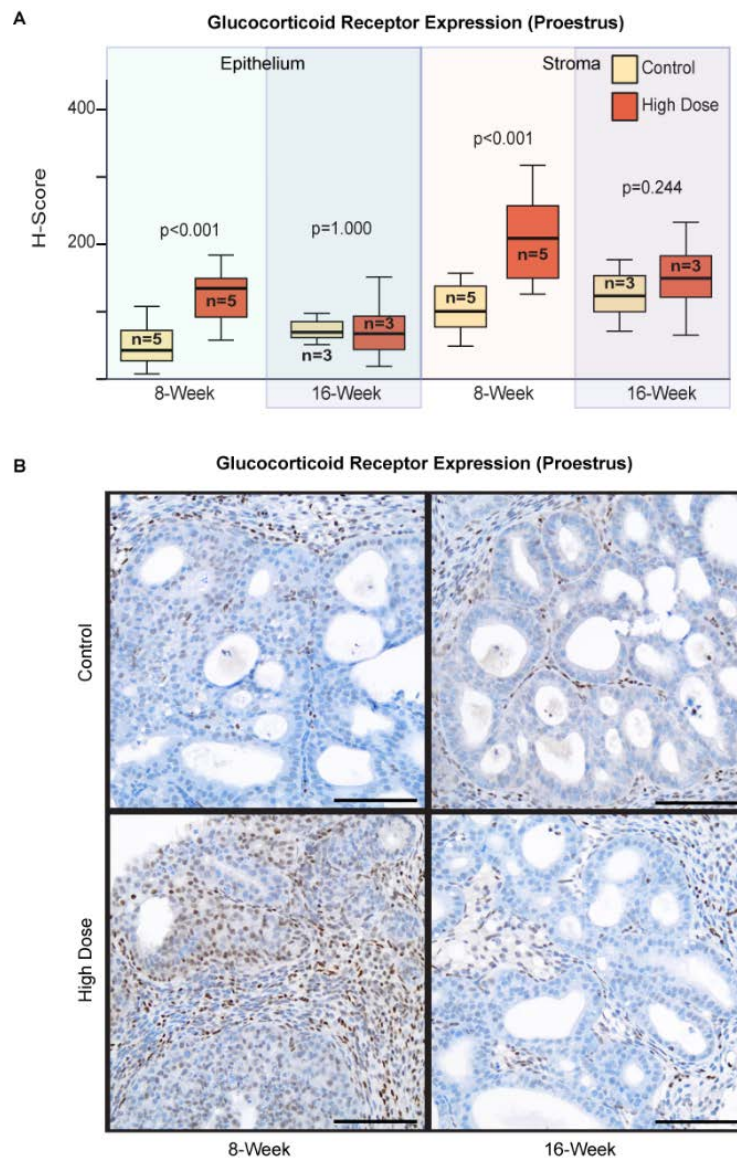 A
Glucocorticoid Receptor Expression (Proestrus)
Epithelium
Stroma
Control
High Dose
H-Score
400
200
p<0.001
p=1.000
p<0.001
p=0.244
n=5
n=5
n=3
n=3
n=5
n=5
n=3
n=3
8-Week
16-Week
8-Week
16-Week
B
Glucocorticoid Receptor Expression (Proestrus)
Control
High Dose
8-Week
16-Week